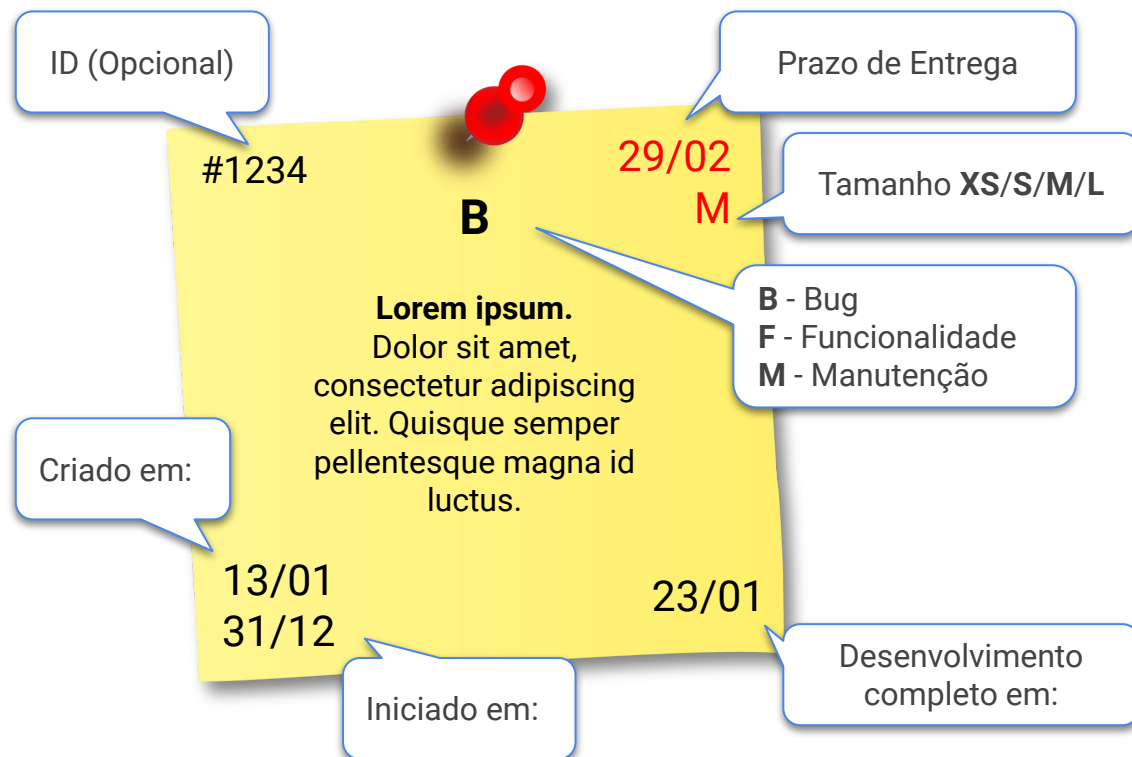 ID (Opcional)
Prazo de Entrega
#1234
29/02
M
Tamanho XS/S/M/L
B
B - Bug
F - Funcionalidade
M - Manutenção
Lorem ipsum.
Dolor sit amet,
consectetur adipiscing
elit. Quisque semper
pellentesque magna id
luctus.
Criado em:
13/01
31/12
23/01
Iniciado em:
Desenvolvimento
completo em: